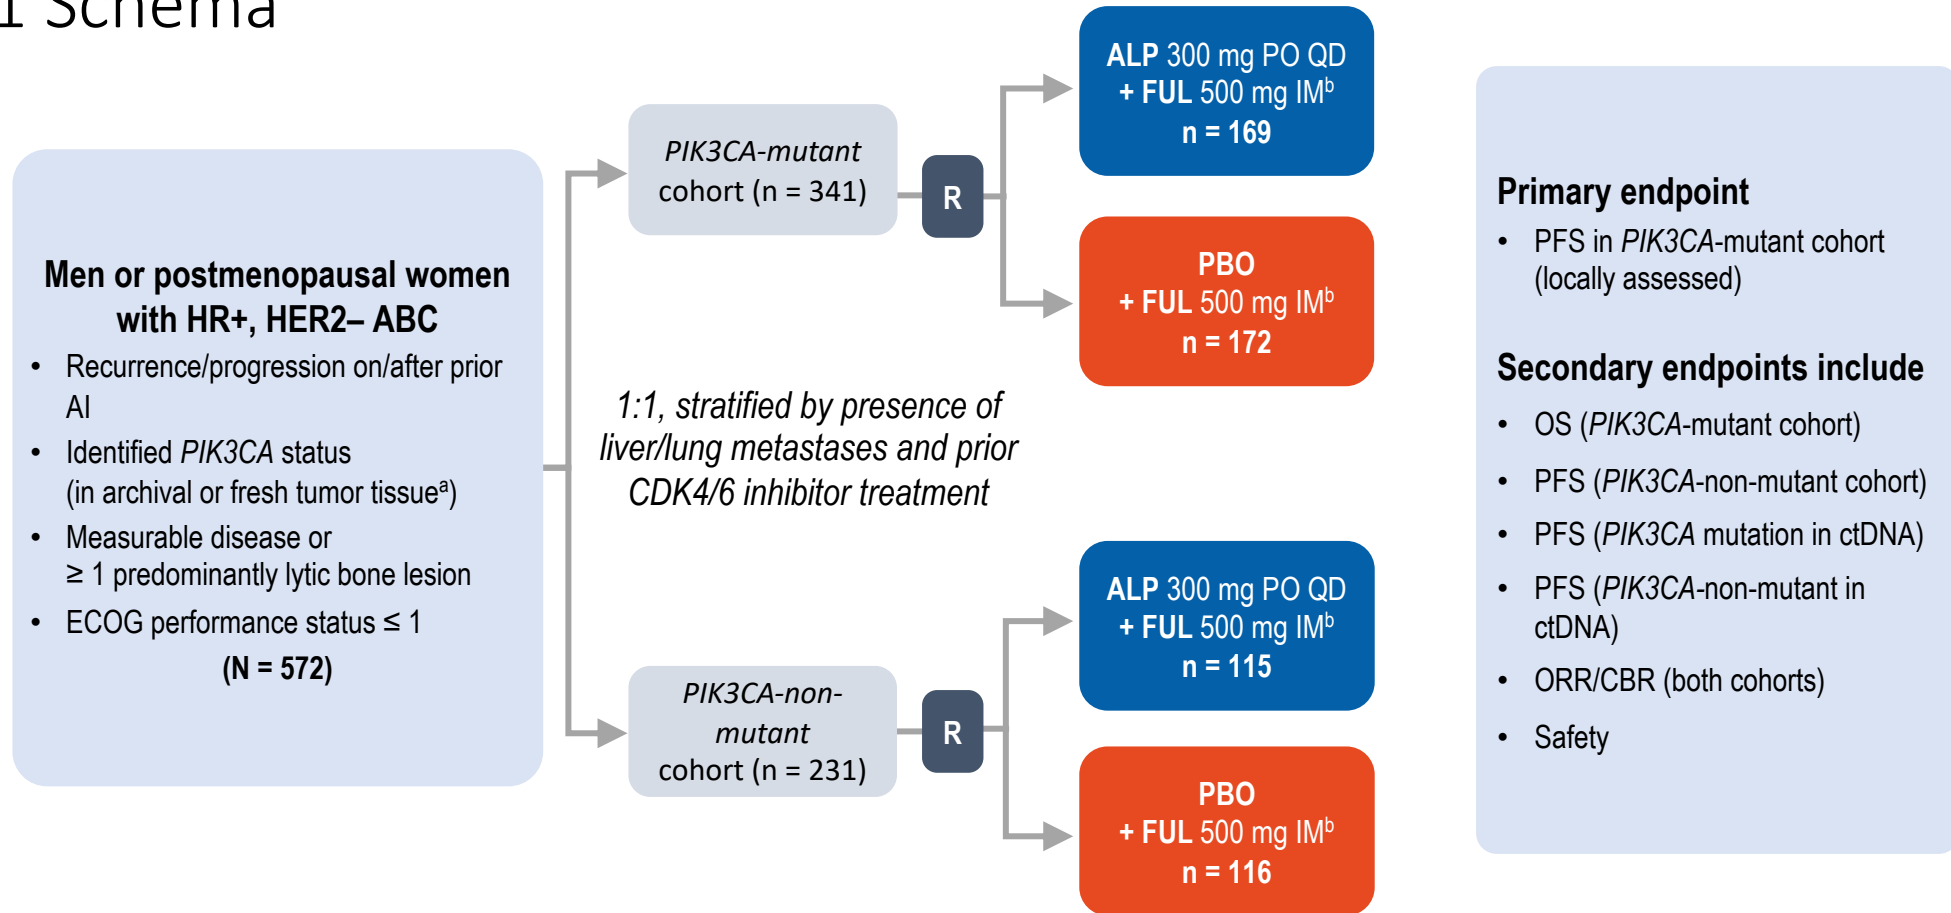 1 Schema
Men or postmenopausal women
with HR+, HER2– ABC
• Recurrence/progression on/after prior
AI
• Identified PIK3CA status
(in archival or fresh tumor tissueᵃ)
• Measurable disease or
≥ 1 predominantly lytic bone lesion
• ECOG performance status ≤ 1
(N = 572)
PIK3CA-mutant
cohort (n = 341)
R
1:1, stratified by presence of
liver/lung metastases and prior
CDK4/6 inhibitor treatment
PIK3CA-non-
mutant
cohort (n = 231)
R
ALP 300 mg PO QD
+ FUL 500 mg IMᵇ
n = 169
PBO
+ FUL 500 mg IMᵇ
n = 172
ALP 300 mg PO QD
+ FUL 500 mg IMᵇ
n = 115
PBO
+ FUL 500 mg IMᵇ
n = 116
Primary endpoint
• PFS in PIK3CA-mutant cohort
(locally assessed)
Secondary endpoints include
• OS (PIK3CA-mutant cohort)
• PFS (PIK3CA-non-mutant cohort)
• PFS (PIK3CA mutation in ctDNA)
• PFS (PIK3CA-non-mutant in
ctDNA)
• ORR/CBR (both cohorts)
• Safety